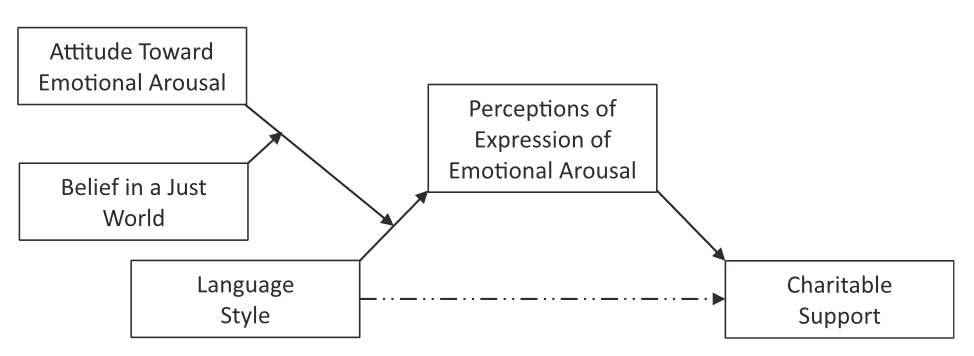 Attitude Toward
Emotional Arousal
Belief in a Just
World
Language
Style
Perceptions of
Expression of
Emotional Arousal
Charitable
Support